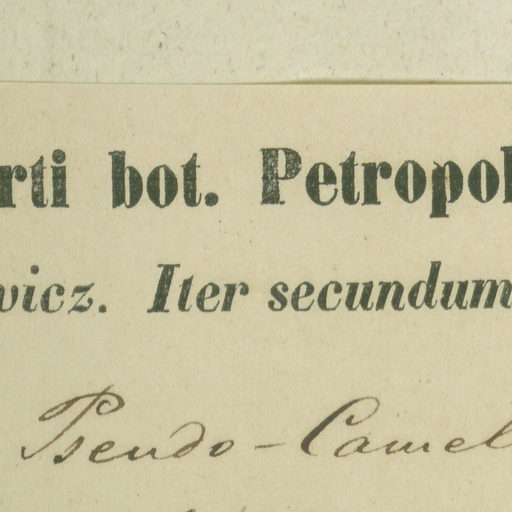 rti bot. Petropol
vicz. Iter secundum
Pseudo-Camel